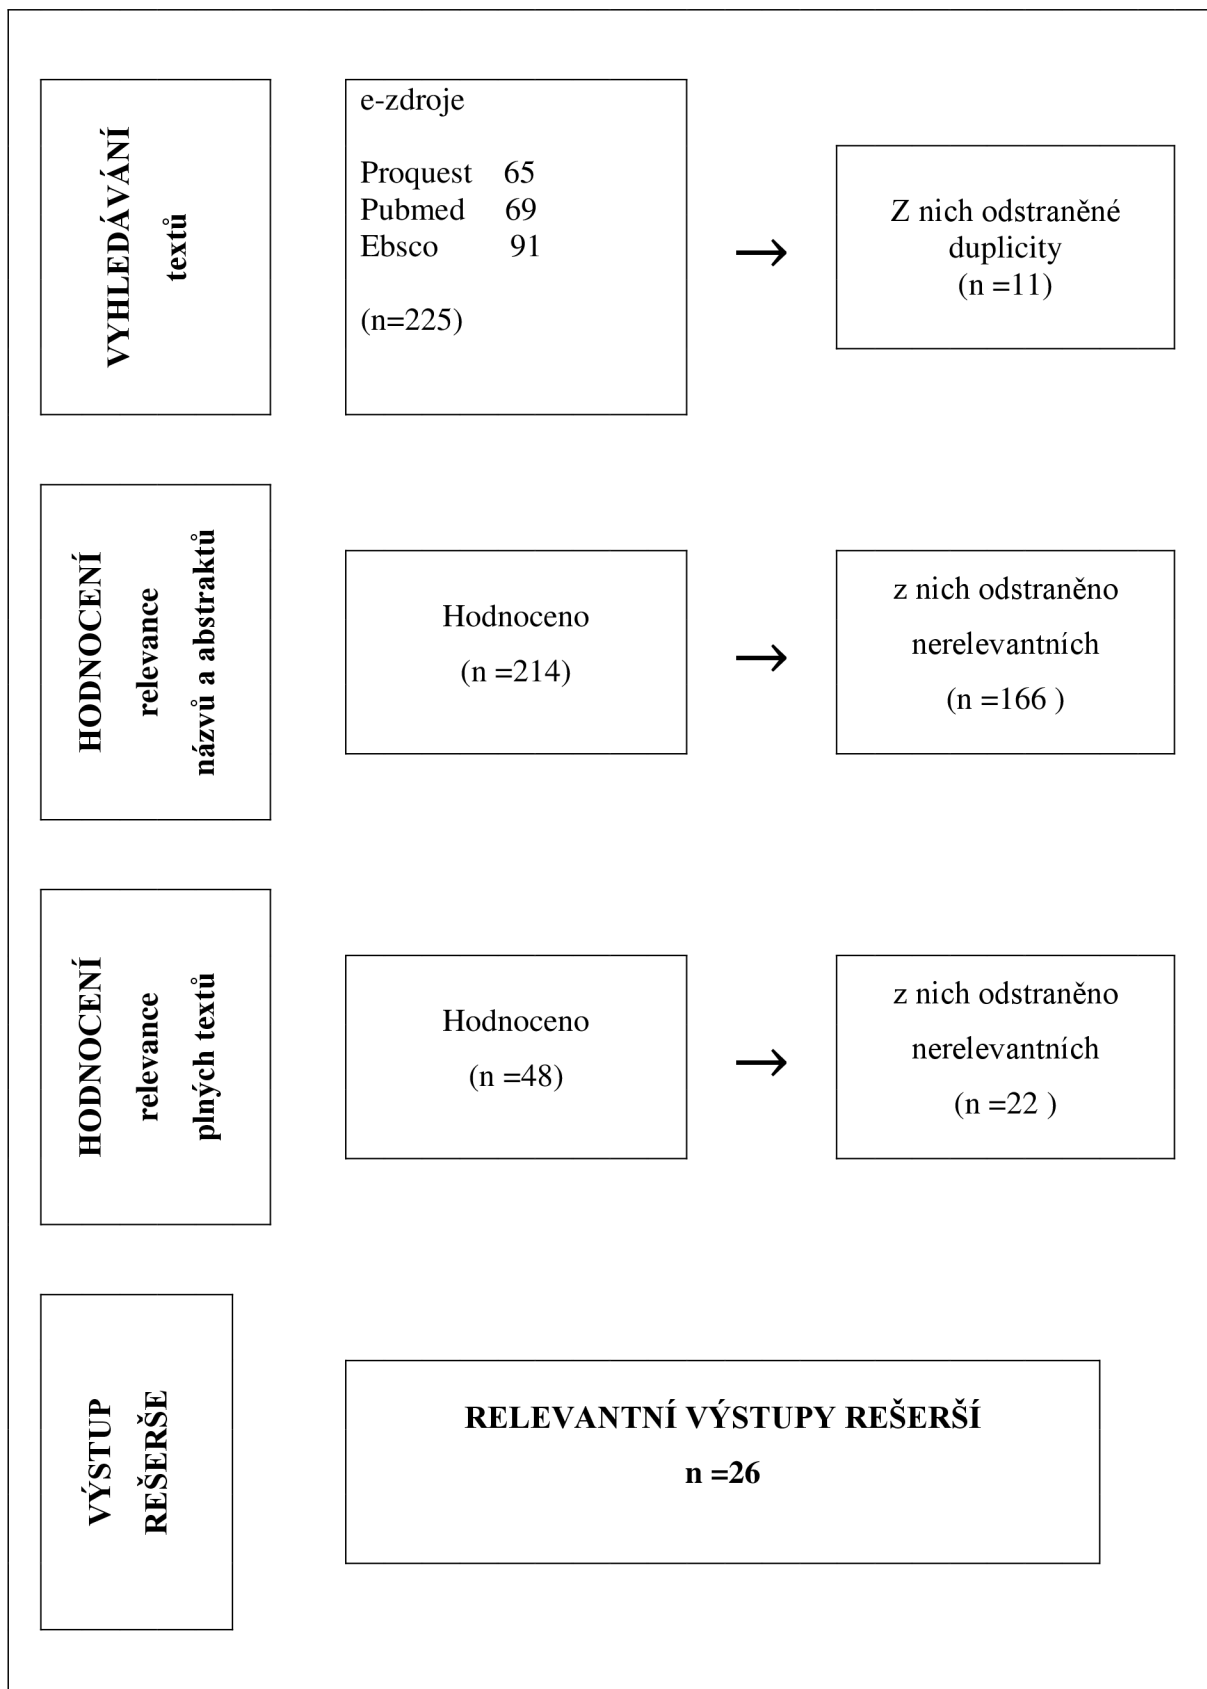 VYHLEDÁVÁNÍ
textů
e-zdroje
Proquest 65
Pubmed 69
Ebsco 91
(n=225)
→
Z nich odstraněné
duplicity
(n =11)
HODNOCENÍ
relevance
názvů a abstraktů
Hodnoceno
(n =214)
→
z nich odstraněno
nerelevantních
(n =166 )
HODNOCENÍ
relevance
plných textů
Hodnoceno
(n =48)
→
z nich odstraněno
nerelevantních
(n =22 )
VÝSTUP
REŠERŠE
RELEVANTNÍ VÝSTUPY REŠERŠÍ
n =26